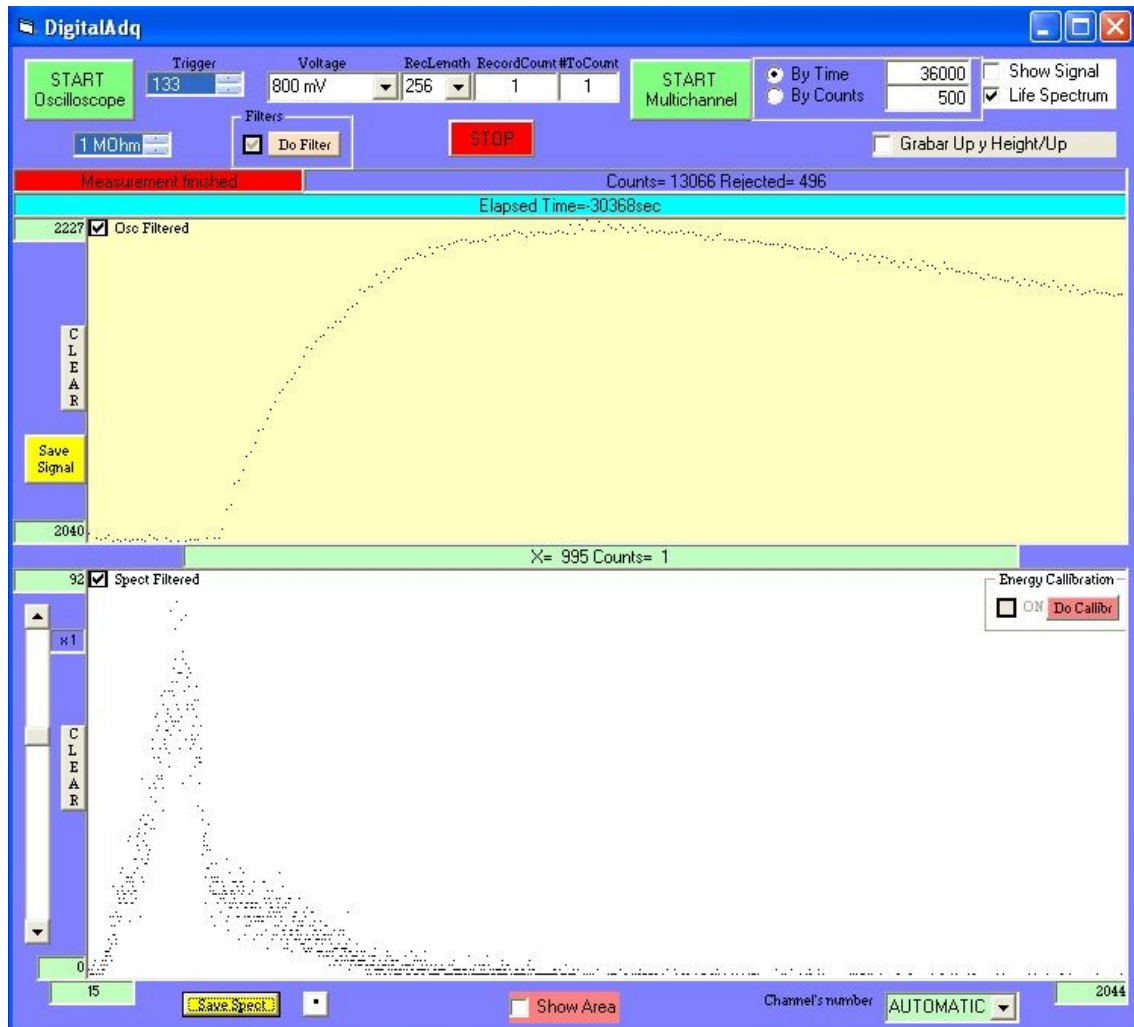 DigitalAdq
START Oscilloscope
Trigger
133
Voltage
800 mV
RecLength
256
RecordCount
1
#ToCount
1
START Multichannel
By Time
36000
By Counts
500
Show Signal
Life Spectrum
1 MOhm
Filters
Do Filter
STOP
Grabar Up y Height/Up
Measurement finished
Counts= 13066 Rejected= 496
Elapsed Time=-30368sec
2227
Osc Filtered
CLEAR
Save Signal
2040
X= 995 Counts= 1
92
Spect Filtered
Energy Callibration
ON
Do Callibr
x1
CLEAR
0
15
Save Spect
Show Area
Channel's number
AUTOMATIC
2044